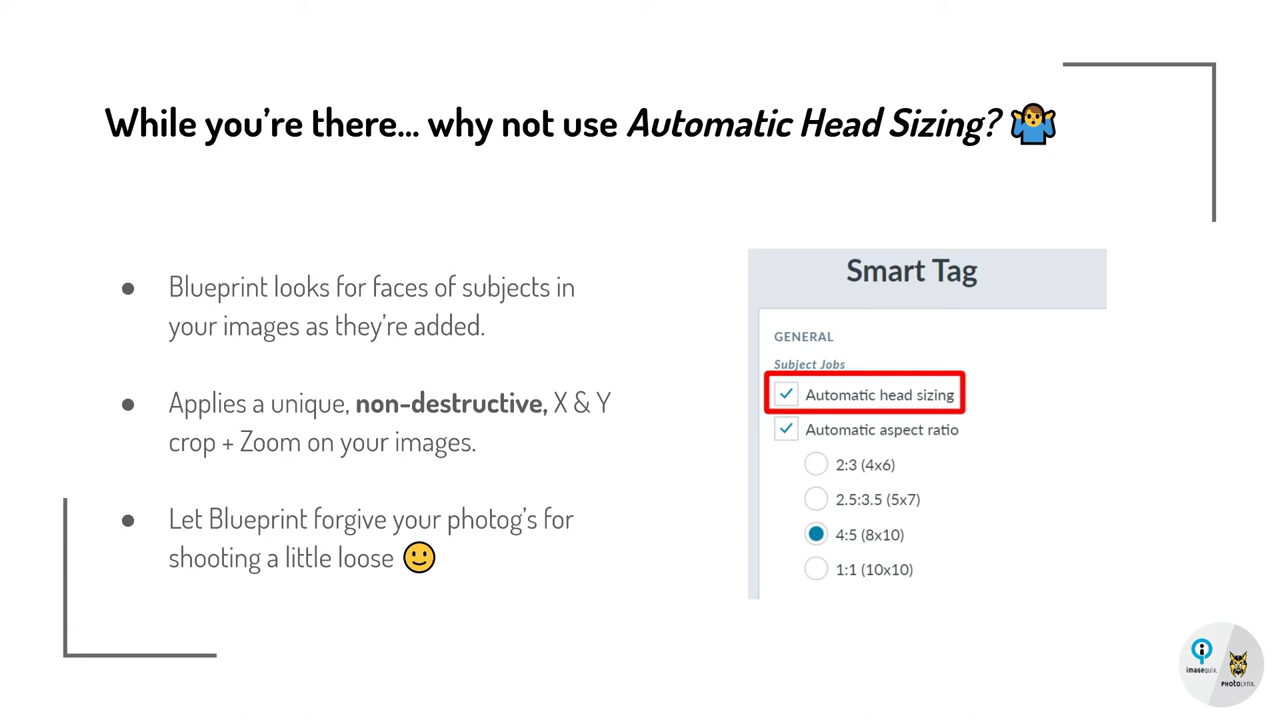 While you're there... why not use Automatic Head Sizing? 🤷‍♂️
● Blueprint looks for faces of subjects in
your images as they're added.
● Applies a unique, non-destructive, X & Y
crop + Zoom on your images.
● Let Blueprint forgive your photog's for
shooting a little loose 🙂
Smart Tag
GENERAL
Subject Jobs
Automatic head sizing
Automatic aspect ratio
2:3 (4x6)
2.5:3.5 (5x7)
4:5 (8x10)
1:1 (10x10)
imagequix.
PHOTOLYNX.